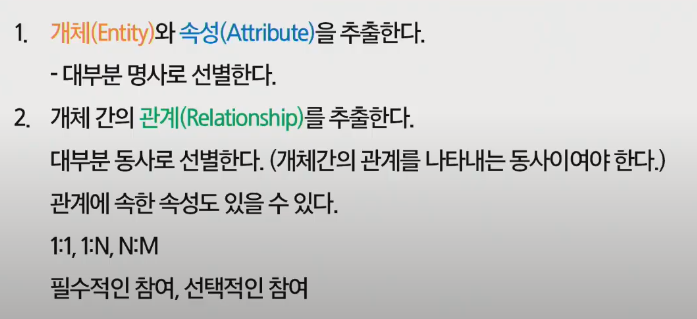 1. 개체(Entity)와 속성(Attribute)을 추출한다.
- 대부분 명사로 선별한다.
2. 개체 간의 관계(Relationship)를 추출한다.
대부분 동사로 선별한다. (개체간의 관계를 나타내는 동사이여야 한다.)
관계에 속한 속성도 있을 수 있다.
1:1, 1:N, N:M
필수적인 참여, 선택적인 참여